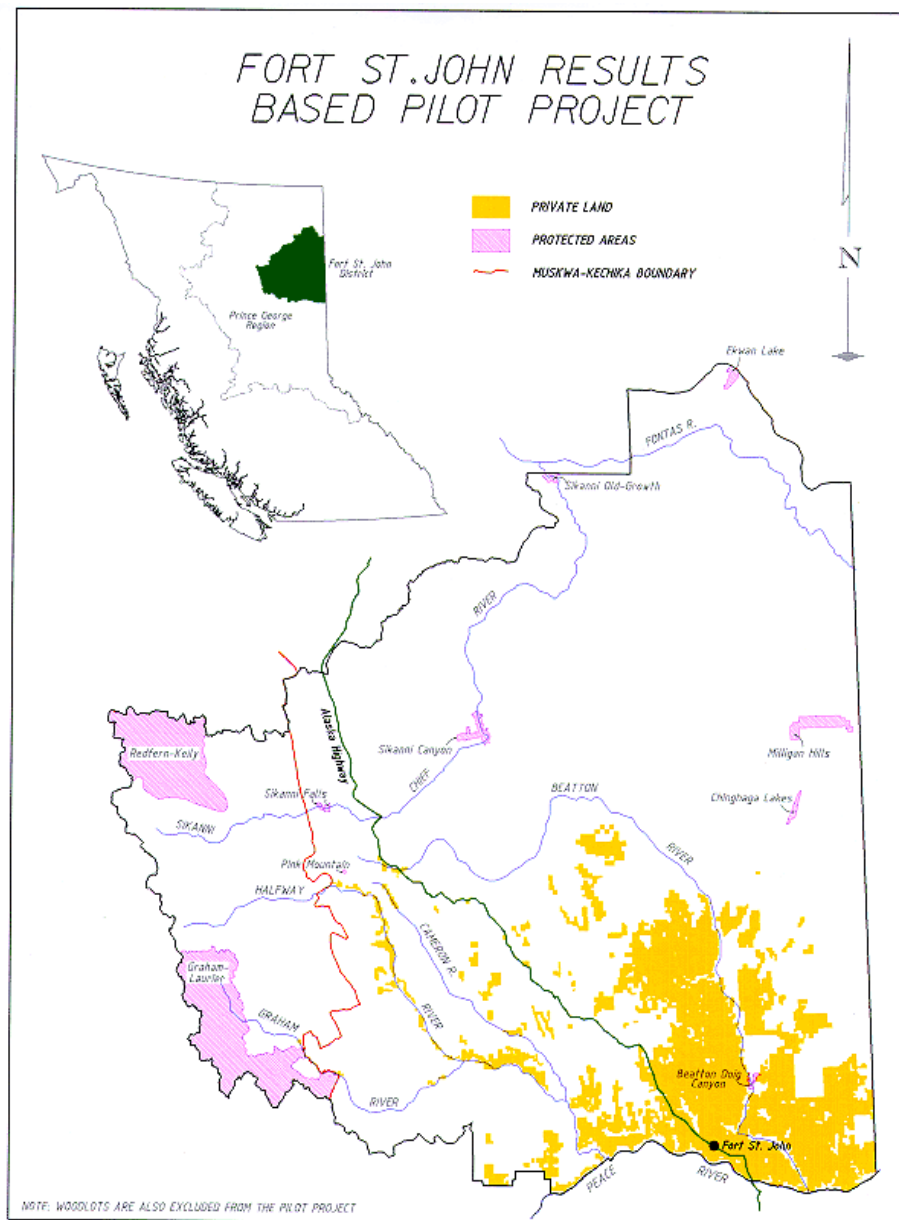 FORT ST.JOHN RESULTS
BASED PILOT PROJECT
PRIVATE LAND
PROTECTED AREAS
MUSKWA-KECHIKA BOUNDARY
N
Fort St. John
District
Prince George
Region
Ekwan Lake
FONTAS R.
Sikanni Old-Growth
RIVER
Alaska Highway
Redfern-Keily
Sikanni Canyon
Milligan Hills
CHIEF
Sikanni Falls
BEATTON
Chinghaga Lakes
SIKANNI
RIVER
Pink Mountain
HALFWAY
CAMERON R.
Graham-
Laurier
GRAHAM
RIVER
Beatton Doig
Canyon
RIVER
Fort St. John
PEACE
RIVER
NOTE: WOODLOTS ARE ALSO EXCLUDED FROM THE PILOT PROJECT